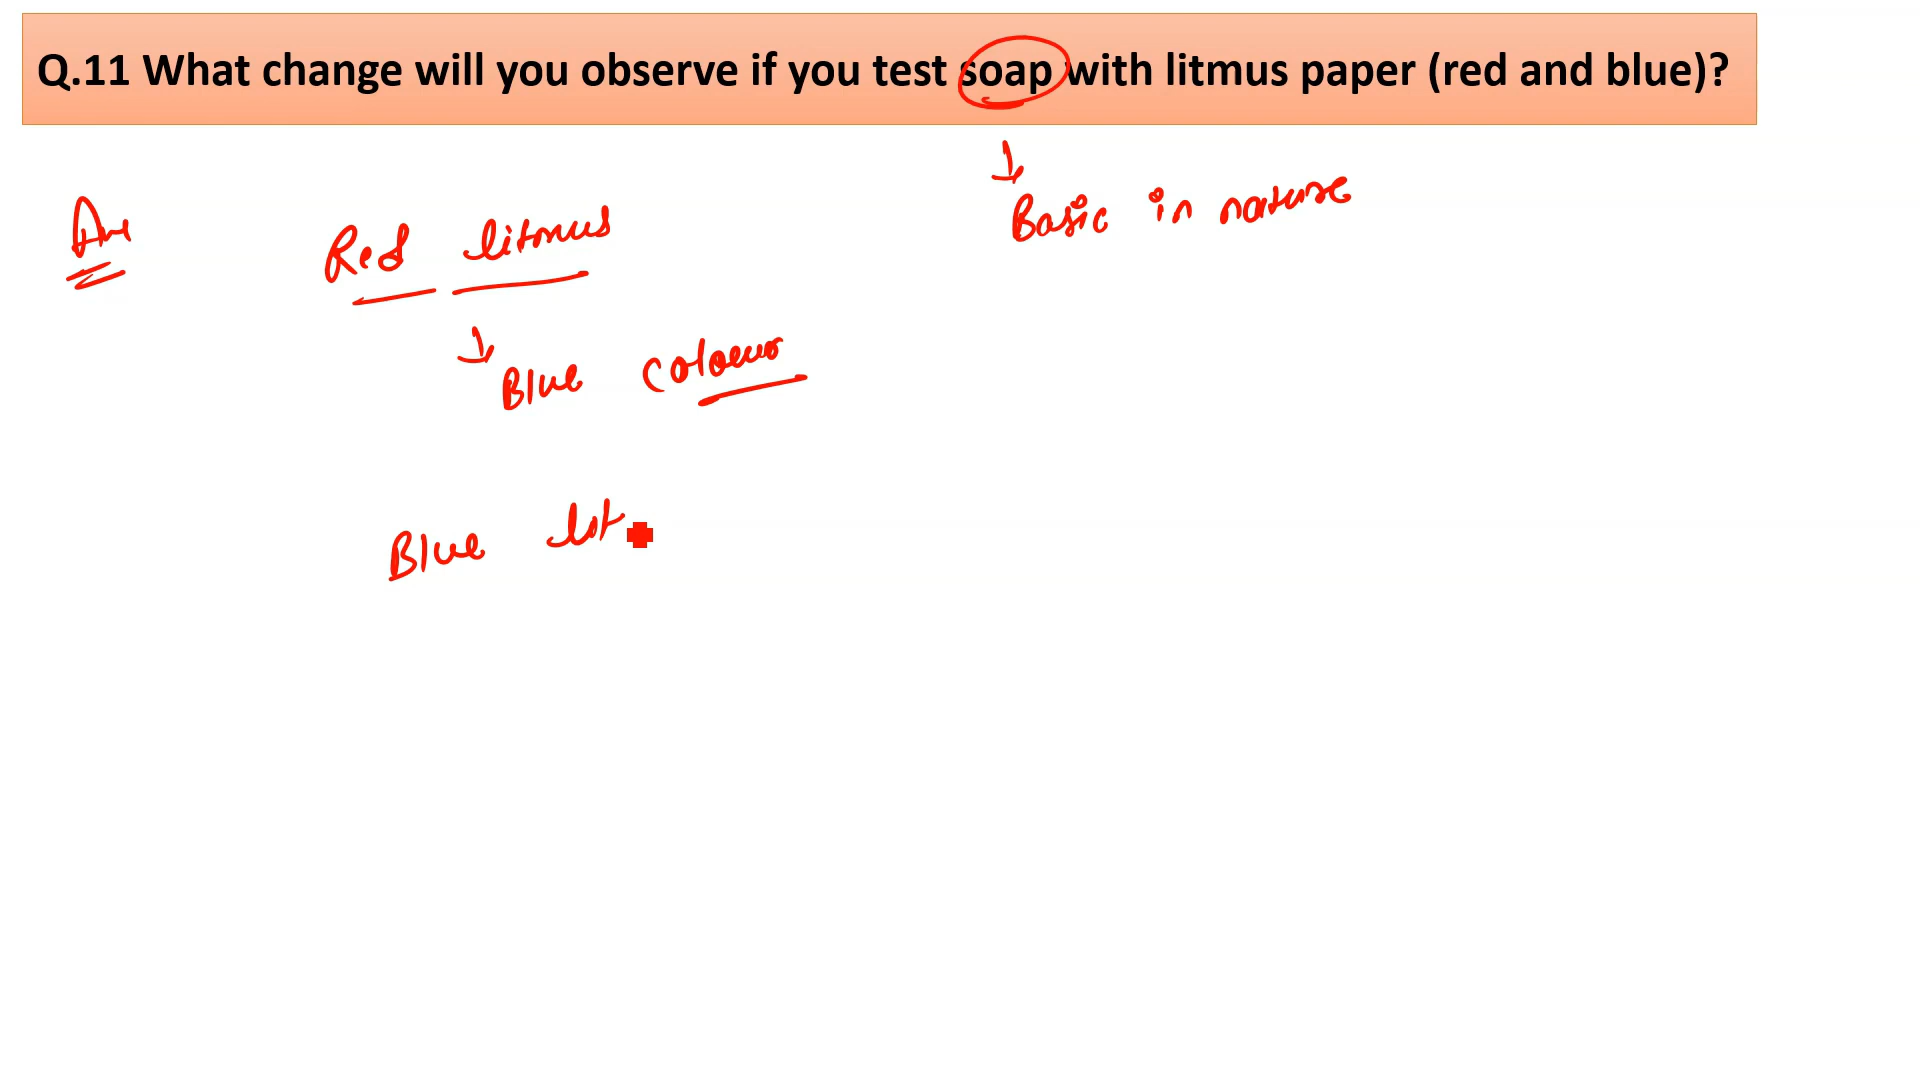 Q.11 What change will you observe if you test soap with litmus paper (red and blue)?
Basic in nature
Ans
Red litmus
Blue colour
Blue lit